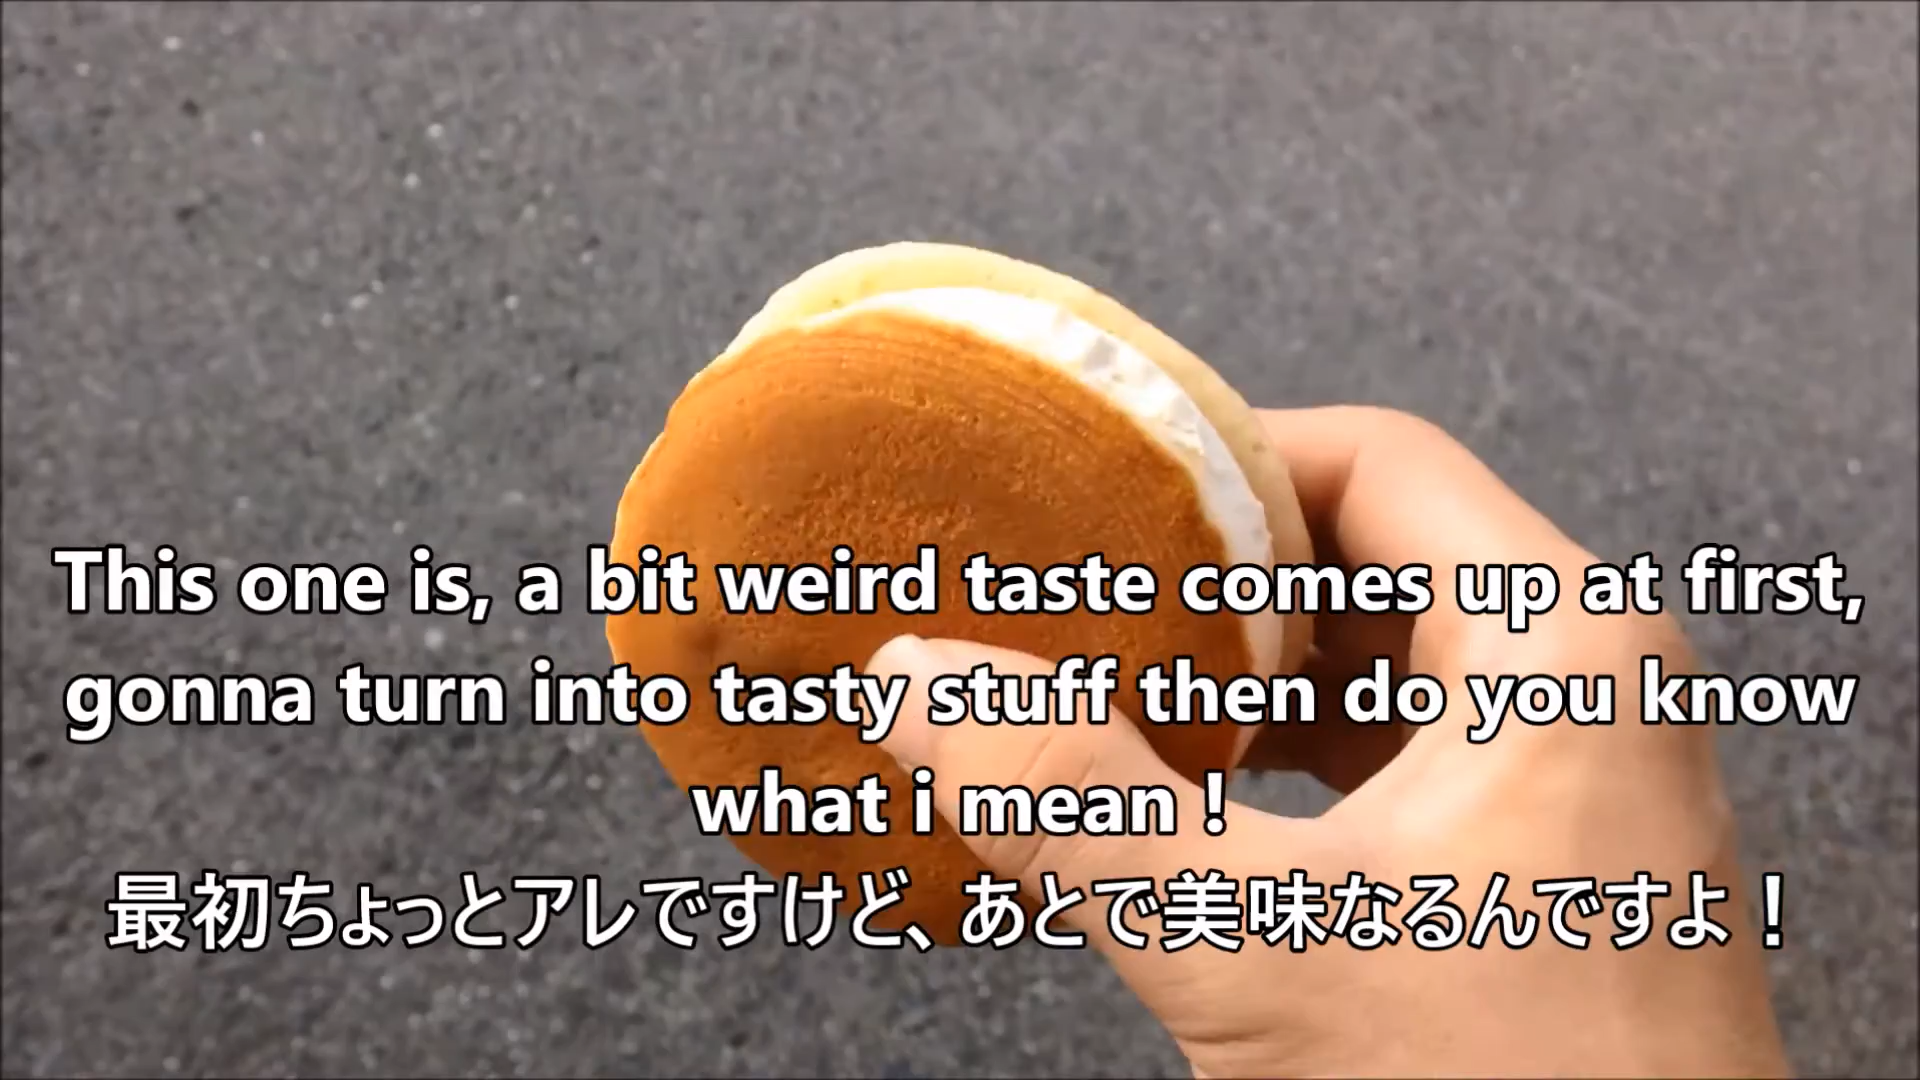 This one is, a bit weird taste comes up at first,
gonna turn into tasty stuff then do you know
what i mean !
最初ちょっとアレですけど、あとで美味なるんですよ！